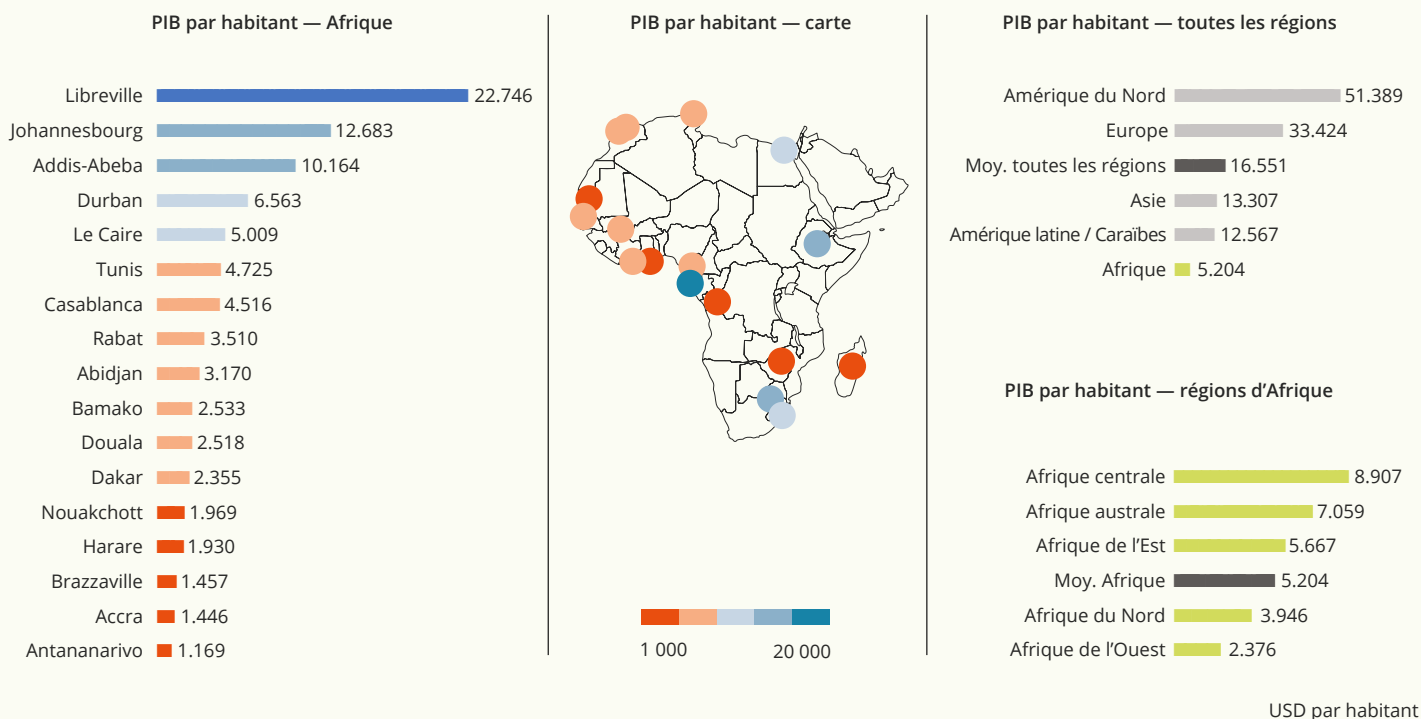 PIB par habitant — Afrique
Libreville 22.746
Johannesbourg 12.683
Addis-Abeba 10.164
Durban 6.563
Le Caire 5.009
Tunis 4.725
Casablanca 4.516
Rabat 3.510
Abidjan 3.170
Bamako 2.533
Douala 2.518
Dakar 2.355
Nouakchott 1.969
Harare 1.930
Brazzaville 1.457
Accra 1.446
Antananarivo 1.169
PIB par habitant — carte
1 000 20 000
PIB par habitant — toutes les régions
Amérique du Nord 51.389
Europe 33.424
Moy. toutes les régions 16.551
Asie 13.307
Amérique latine / Caraïbes 12.567
Afrique 5.204
PIB par habitant — régions d’Afrique
Afrique centrale 8.907
Afrique australe 7.059
Afrique de l’Est 5.667
Moy. Afrique 5.204
Afrique du Nord 3.946
Afrique de l’Ouest 2.376
USD par habitant